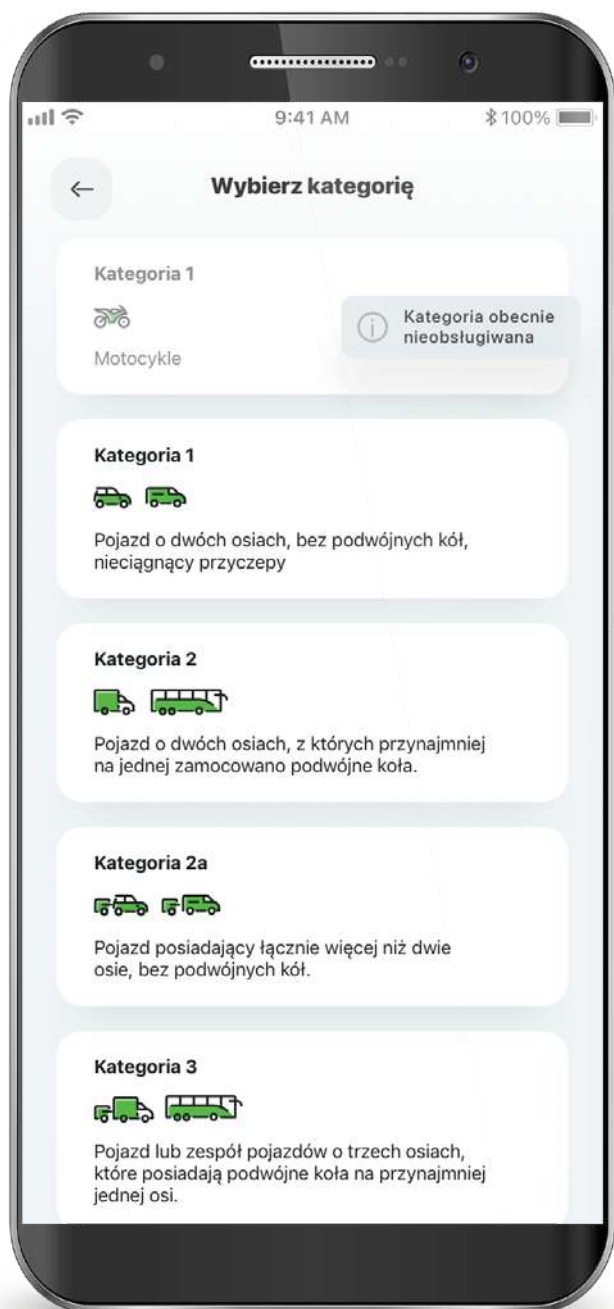 9:41 AM
100%
Wybierz kategorię
Kategoria 1
Motocykle
Kategoria obecnie
nieobsługiwana
Kategoria 1
Pojazd o dwóch osiach, bez podwójnych kół,
nieciągnący przyczepy
Kategoria 2
Pojazd o dwóch osiach, z których przynajmniej
na jednej zamocowano podwójne koła.
Kategoria 2a
Pojazd posiadający łącznie więcej niż dwie
osie, bez podwójnych kół.
Kategoria 3
Pojazd lub zespół pojazdów o trzech osiach,
które posiadają podwójne koła na przynajmniej
jednej osi.